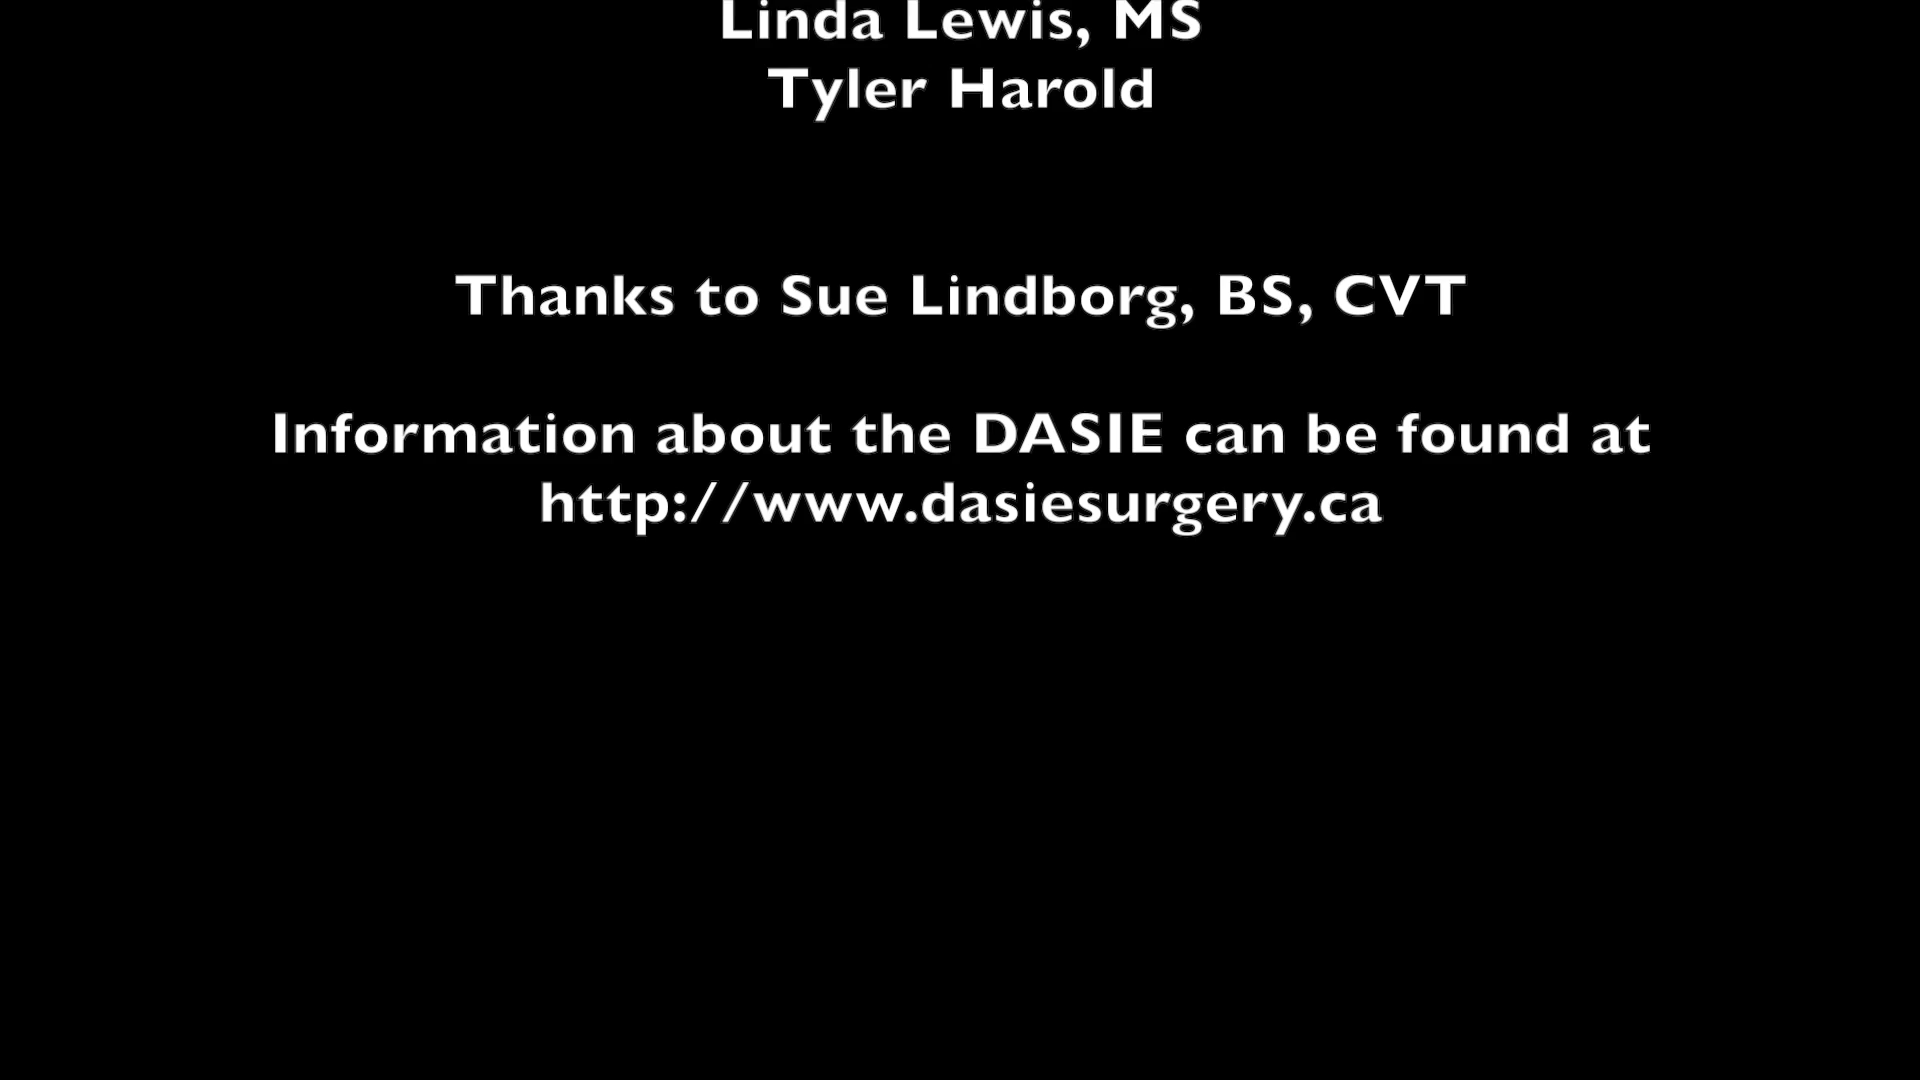 Linda Lewis, MS
Tyler Harold
Thanks to Sue Lindborg, BS, CVT
Information about the DASIE can be found at
http://www.dasiesurgery.ca